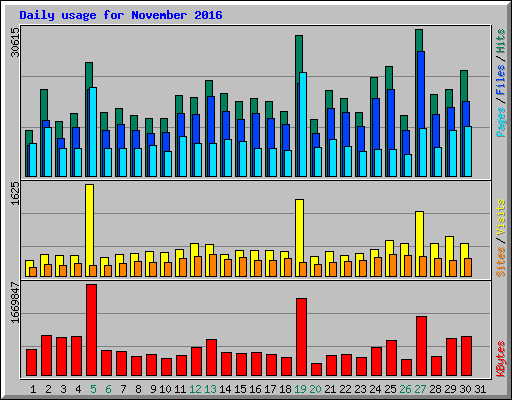 Daily usage for November 2016
30615
Pages / Files / Hits
1625
Sites / Visits
1669847
KBytes
1 2 3 4 5 6 7 8 9 10 11 12 13 14 15 16 17 18 19 20 21 22 23 24 25 26 27 28 29 30 31